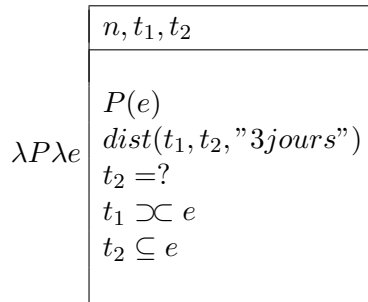 n, t₁, t₂
P(e)
dist(t₁, t₂, ”3jours”)
λPλe
t₂ =?
t₁ ⊃⊂ e
t₂ ⊆ e